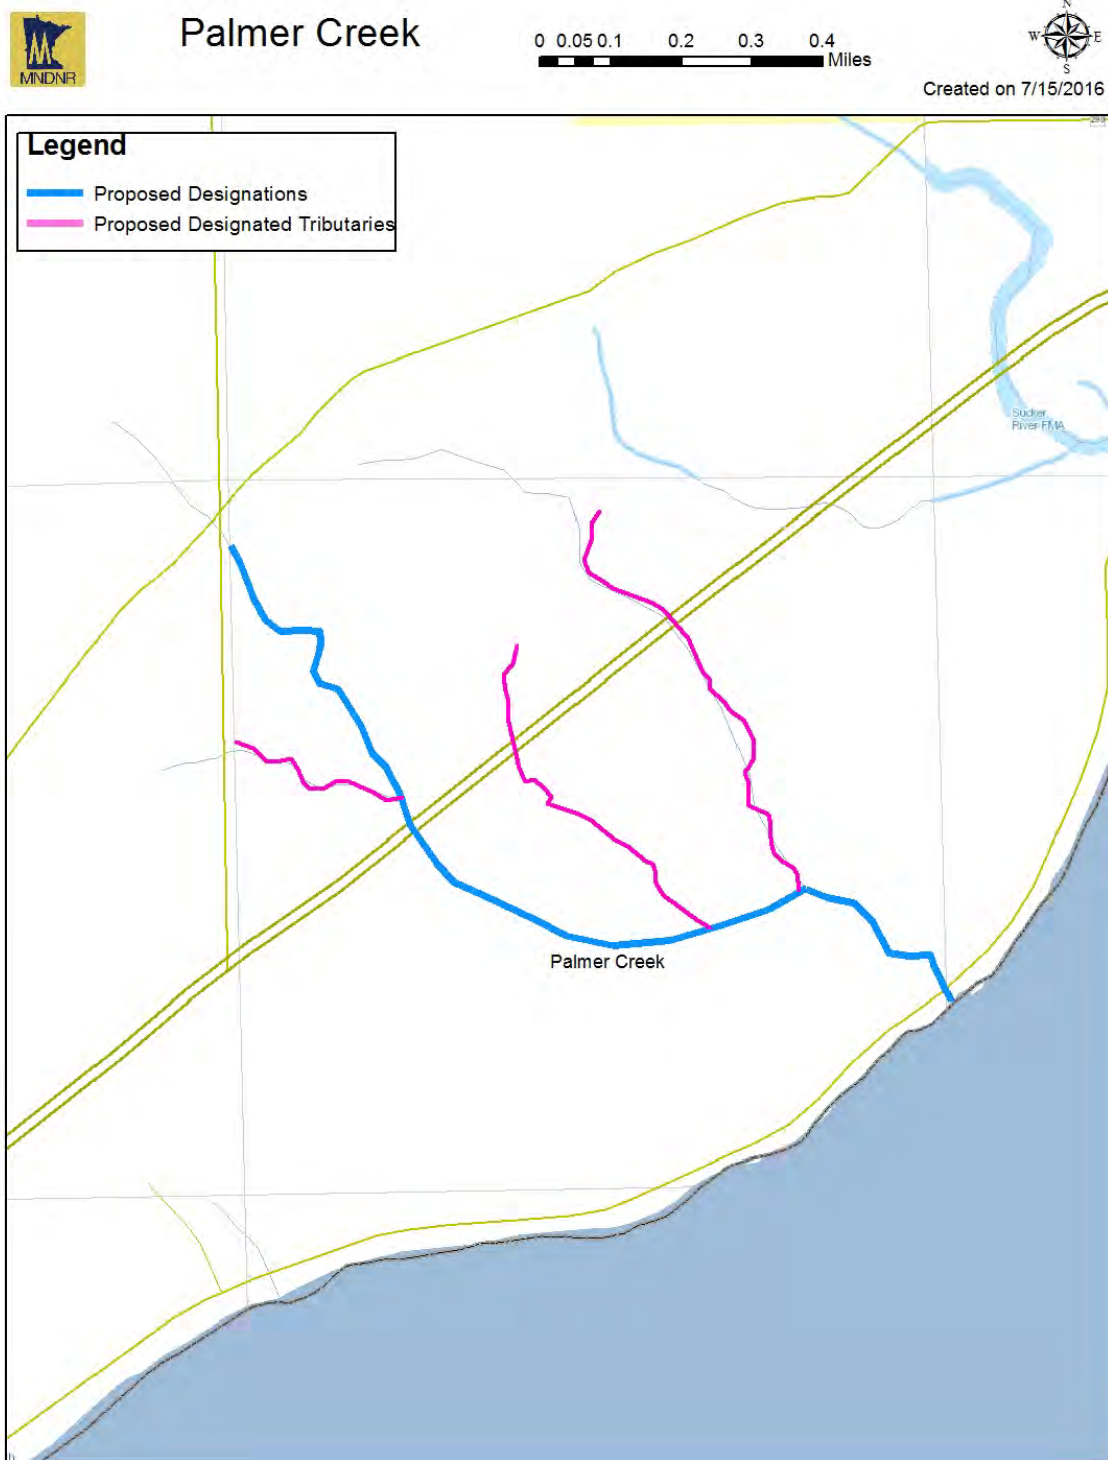 MNDNR
Palmer Creek
0 0.05 0.1 0.2 0.3 0.4
Miles
N
W E
S
Created on 7/15/2016
Legend
Proposed Designations
Proposed Designated Tributaries
Sucker
River FMA
Palmer Creek